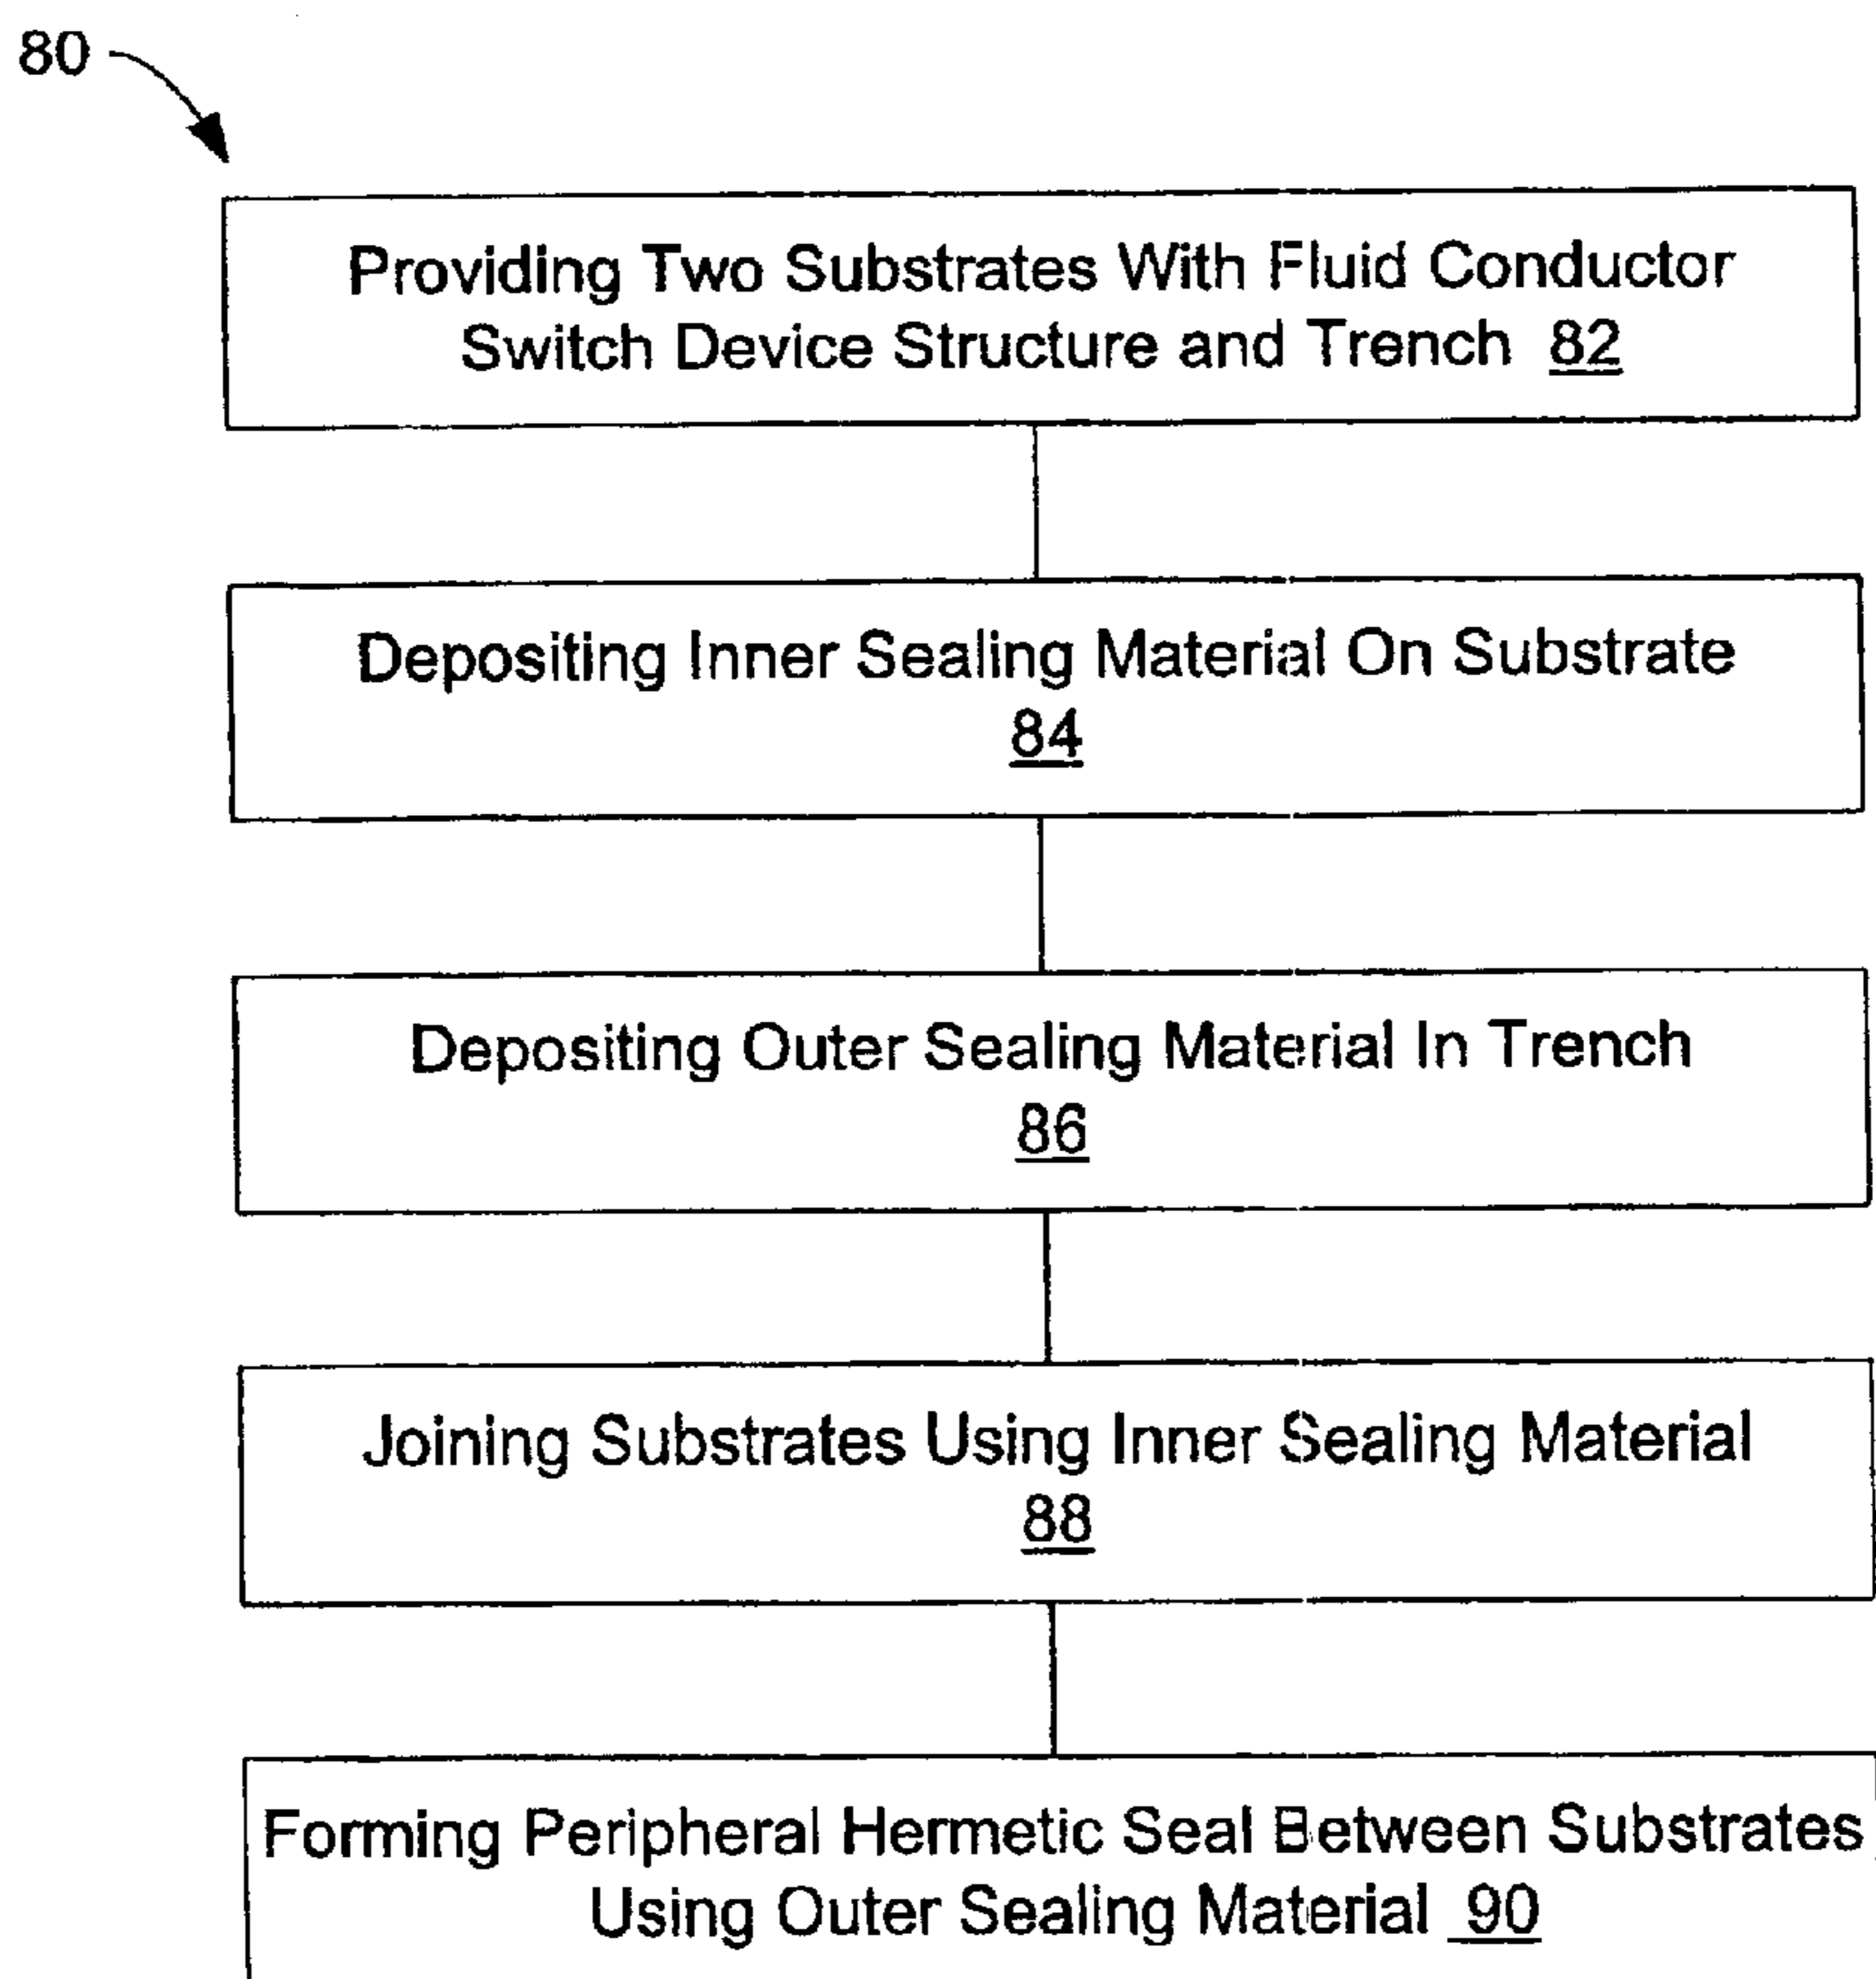 80
Providing Two Substrates With Fluid Conductor
Switch Device Structure and Trench 82
Depositing Inner Sealing Material On Substrate
84
Depositing Outer Sealing Material In Trench
86
Joining Substrates Using Inner Sealing Material
88
Forming Peripheral Hermetic Seal Between Substrates
Using Outer Sealing Material 90